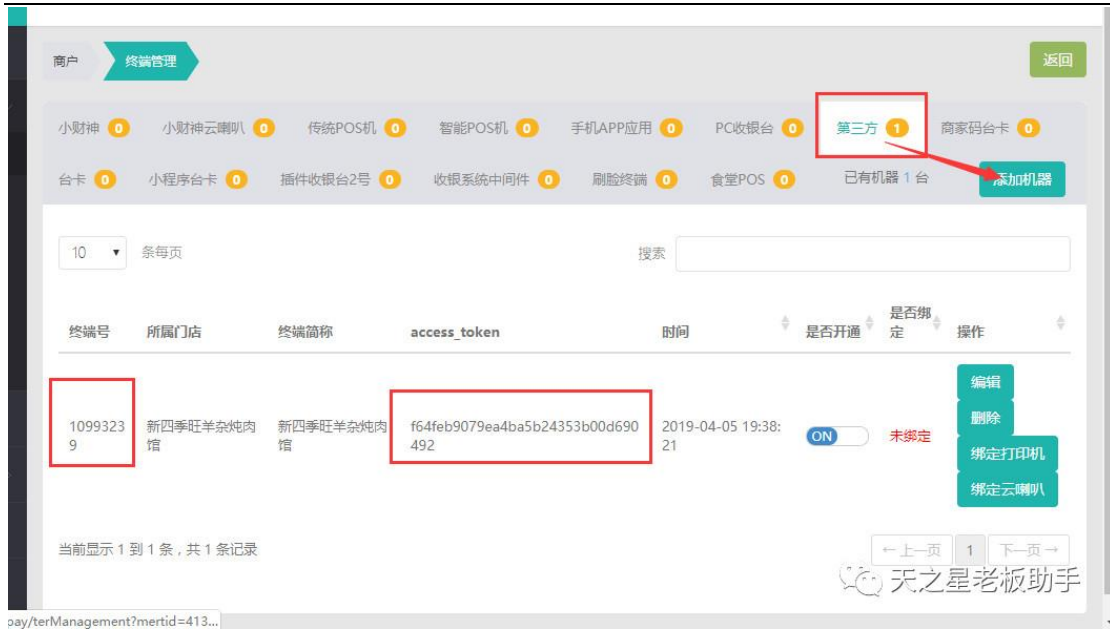 商户 终端管理 返回
小财神 0 小财神云喇叭 0 传统POS机 0 智能POS机 0 手机APP应用 0 PC收银台 0 第三方 1 商家码台卡 0
台卡 0 小程序台卡 0 插件收银台2号 0 收银系统中间件 0 刷脸终端 0 食堂POS 0 已有机器 1 台 添加机器
10 条每页 搜索
终端号 所属门店 终端简称 access_token 时间 是否开通 是否绑
定 操作
1099323
9
新四季旺羊杂炖肉
馆
新四季旺羊杂炖肉
馆
f64feb9079ea4ba5b24353b00d690
492
2019-04-05 19:38:
21
ON
未绑定
编辑
删除
绑定打印机
绑定云喇叭
当前显示 1 到 1 条，共 1 条记录 ←上一页 1 下一页→
天之星老板助手
pay/terManagement?mertid=413...